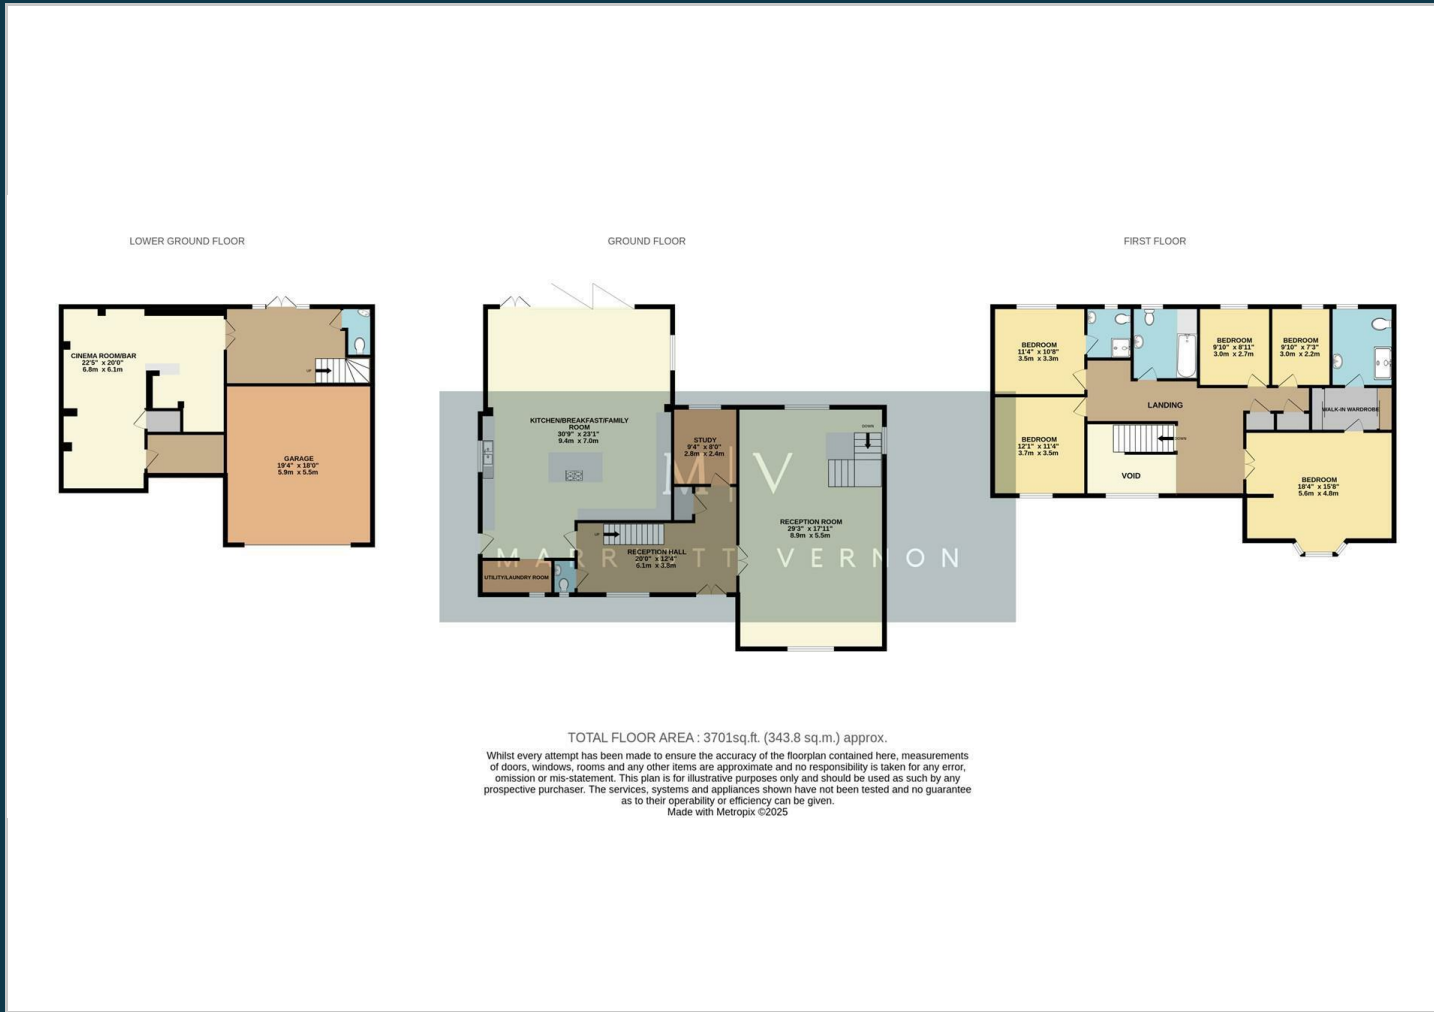 LOWER GROUND FLOOR
CINEMA ROOM/BAR
22'5" x 20'0"
6.8m x 6.1m
UP
GARAGE
19'4" x 18'0"
5.9m x 5.5m
GROUND FLOOR
KITCHEN/BREAKFAST/FAMILY
ROOM
30'9" x 23'1"
9.4m x 7.0m
STUDY
9'4" x 8'0"
2.8m x 2.4m
DOWN
M|V
RECEPTION ROOM
29'3" x 17'11"
8.9m x 5.5m
UP
RECEPTION HALL
20'0" x 12'4"
6.1m x 3.8m
MARRIOTT VERNON
UTILITY/LAUNDRY ROOM
FIRST FLOOR
BEDROOM
11'4" x 10'8"
3.5m x 3.3m
BEDROOM
9'10" x 8'11"
3.0m x 2.7m
BEDROOM
9'10" x 7'3"
3.0m x 2.2m
LANDING
WALK-IN WARDROBE
BEDROOM
12'1" x 11'4"
3.7m x 3.5m
DOWN
VOID
BEDROOM
18'4" x 15'8"
5.6m x 4.8m
TOTAL FLOOR AREA : 3701sq.ft. (343.8 sq.m.) approx.
Whilst every attempt has been made to ensure the accuracy of the floorplan contained here, measurements
of doors, windows, rooms and any other items are approximate and no responsibility is taken for any error,
omission or mis-statement. This plan is for illustrative purposes only and should be used as such by any
prospective purchaser. The services, systems and appliances shown have not been tested and no guarantee
as to their operability or efficiency can be given.
Made with Metropix ©2025